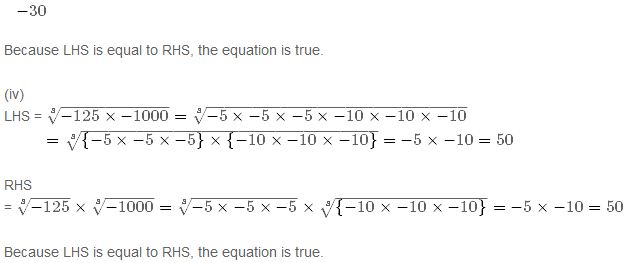 −30
Because LHS is equal to RHS, the equation is true.
(iv)
LHS = ∛−125 × −1000 = ∛−5 × −5 × −5 × −10 × −10 × −10
= ∛{−5 × −5 × −5} × {−10 × −10 × −10} = −5 × −10 = 50
RHS
= ∛−125 × ∛−1000 = ∛−5 × −5 × −5 × ∛{−10 × −10 × −10} = −5 × −10 = 50
Because LHS is equal to RHS, the equation is true.